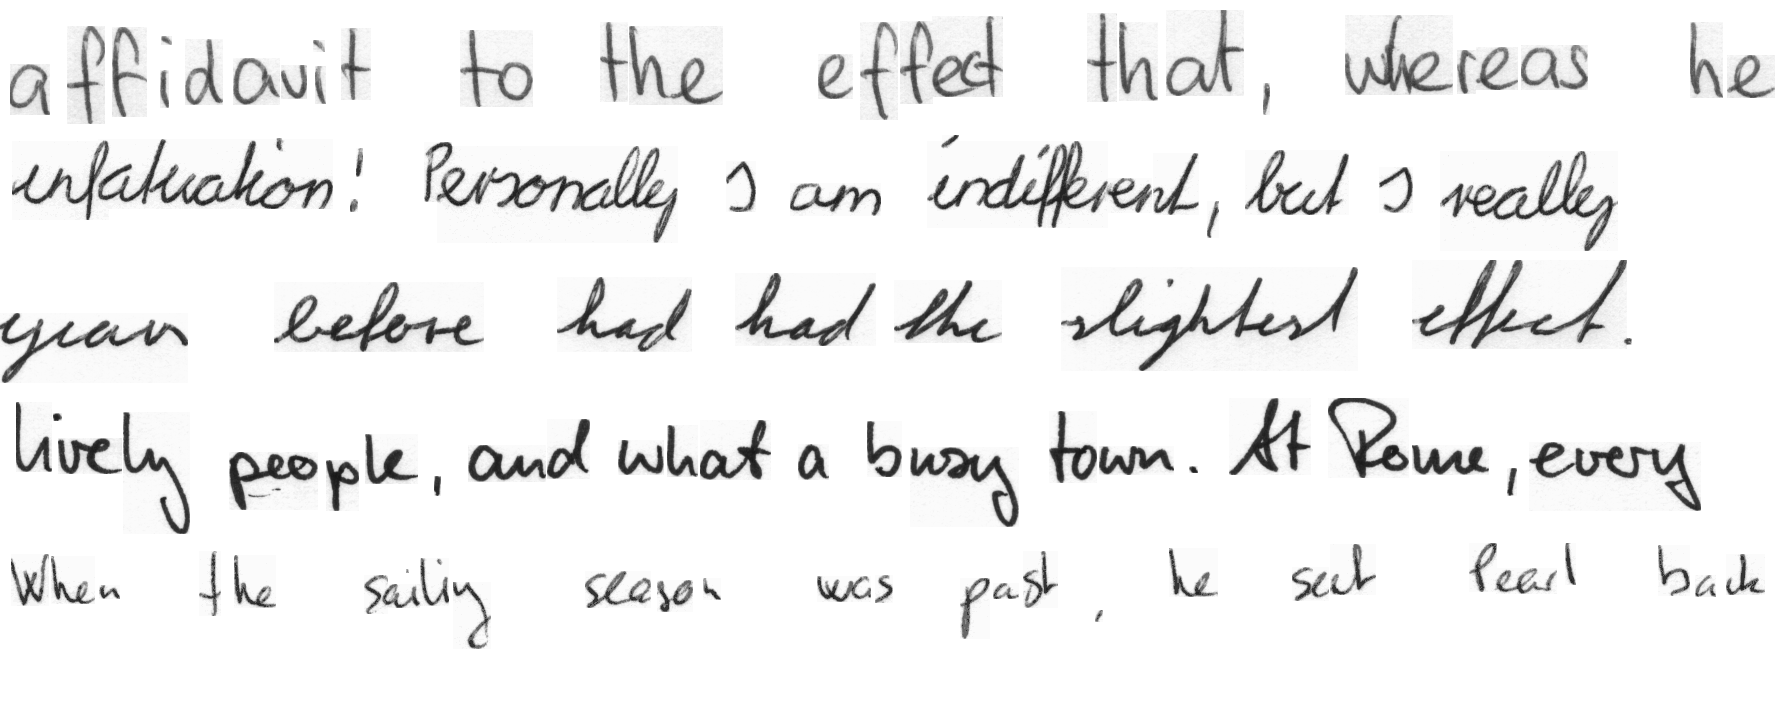 affidavit to the effect that, whereas he
infatuation! Personally I am indifferent, but I really
years before had had the slightest effect.
lively people, and what a busy town. At Rome, every
When the sailing season was past, he sent Pearl back